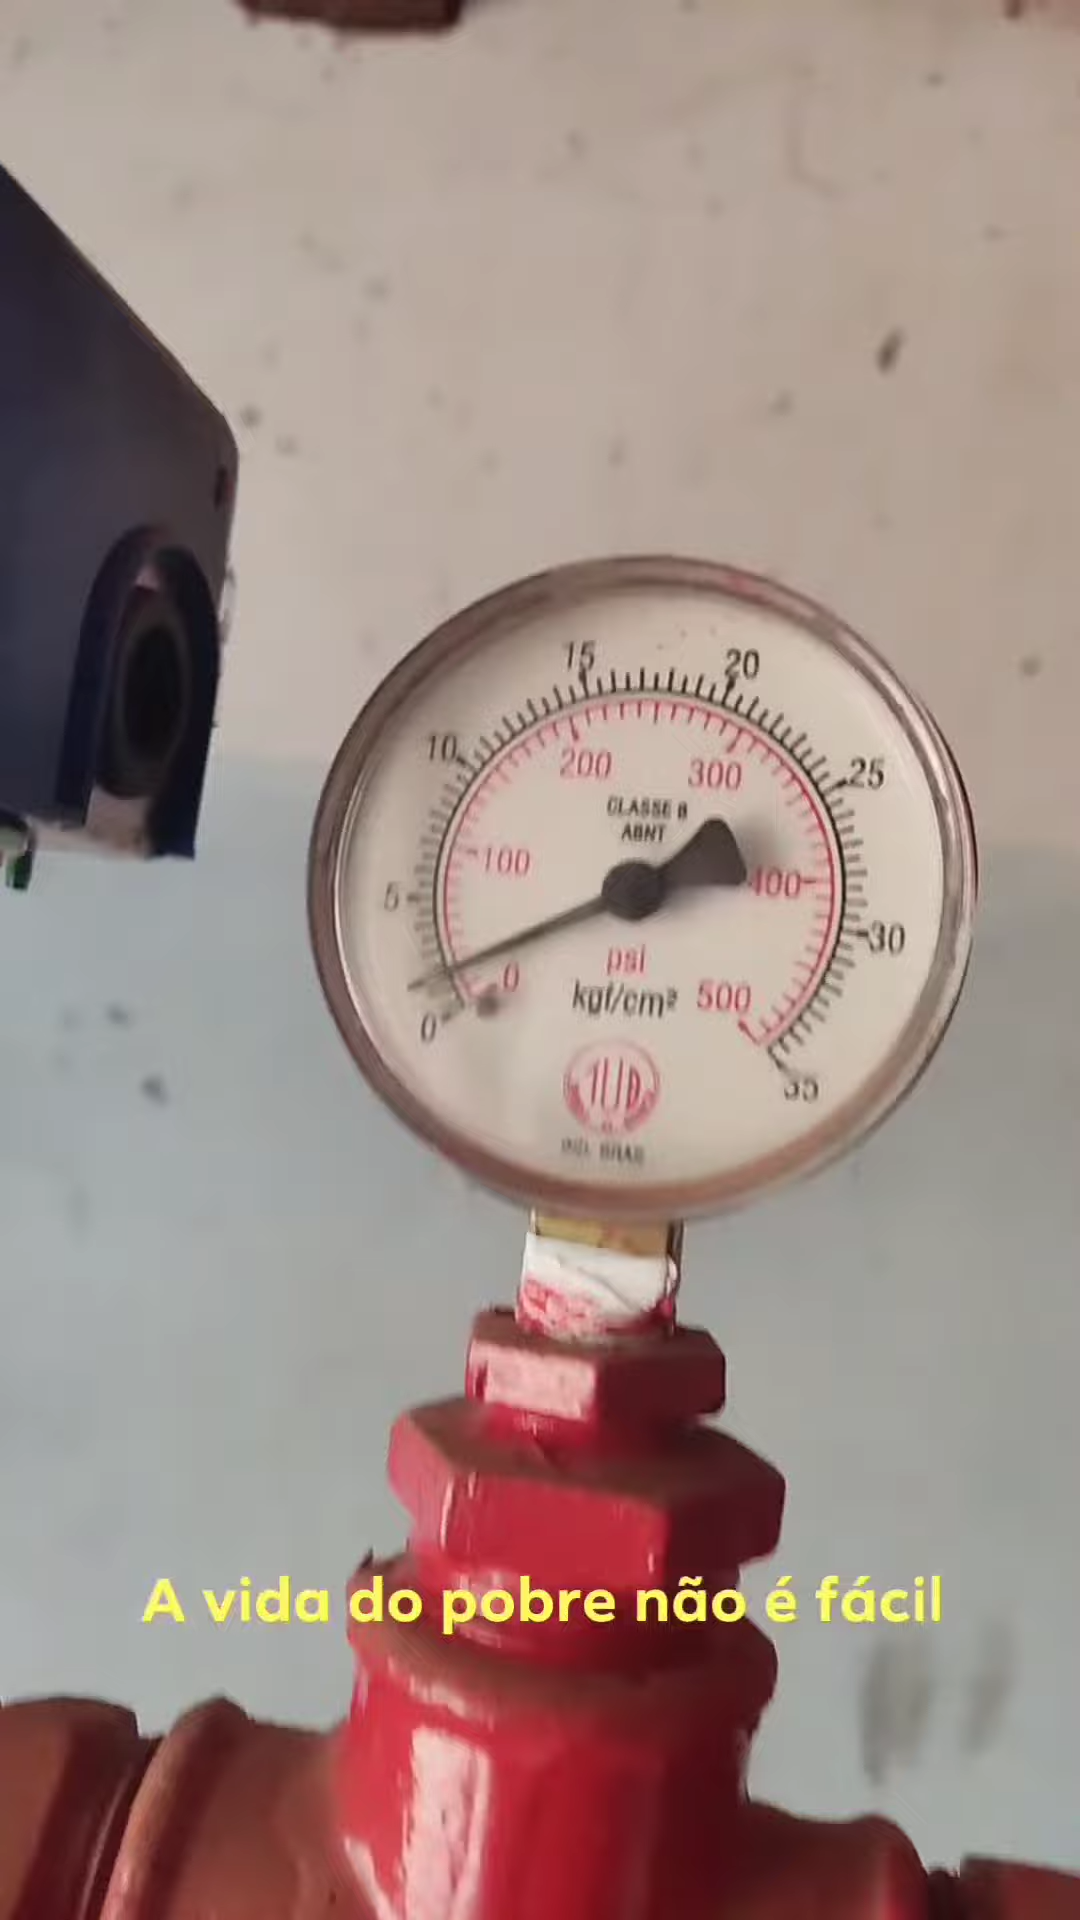 15 20
10 25
200 300
CLASSE B
ABNT
100 400
5 30
psi
0 500
kgf/cm²
0 35
A vida do pobre não é fácil